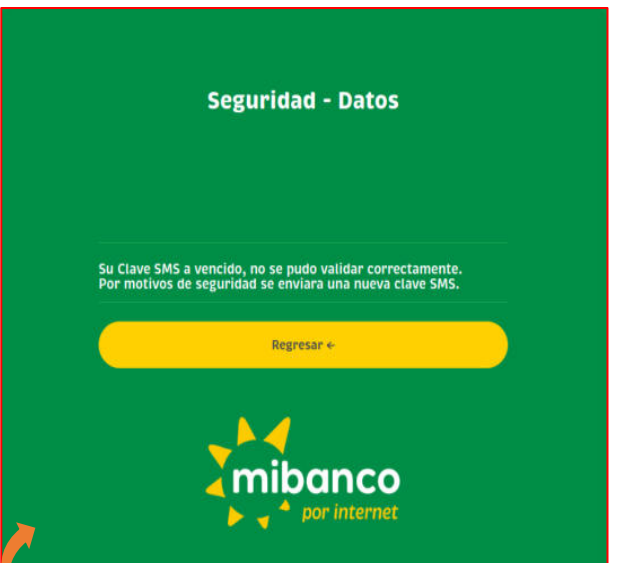 Seguridad - Datos
Su Clave SMS a vencido, no se pudo validar correctamente.
Por motivos de seguridad se enviara una nueva clave SMS.
Regresar ←
mibanco
por internet